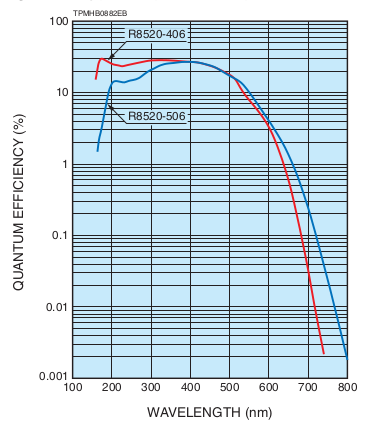 TPMHB0882EB
100
R8520-406
10
R8520-506
1
0.1
0.01
0.001
QUANTUM EFFICIENCY (%)
100 200 300 400 500 600 700 800
WAVELENGTH (nm)